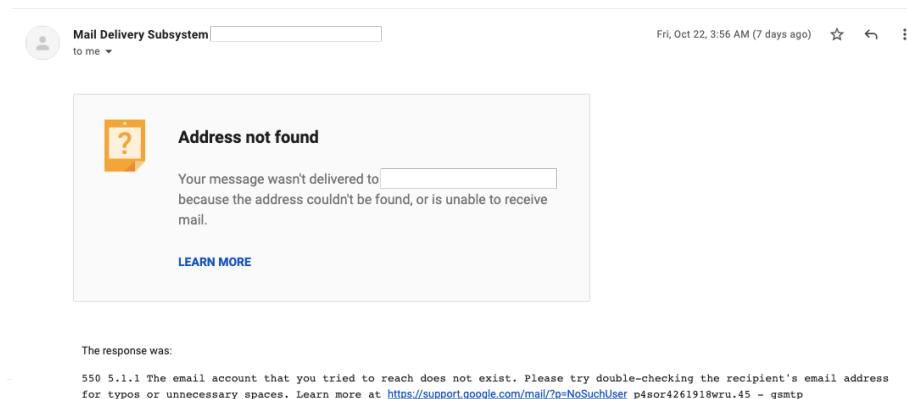 Mail Delivery Subsystem
Fri, Oct 22, 3:56 AM (7 days ago)
to me
?
Address not found
Your message wasn't delivered to
because the address couldn't be found, or is unable to receive
mail.
LEARN MORE
The response was:
550 5.1.1 The email account that you tried to reach does not exist. Please try double-checking the recipient's email address
for typos or unnecessary spaces. Learn more at https://support.google.com/mail/?p=NoSuchUser p4sor4261918wru.45 - gsmtp